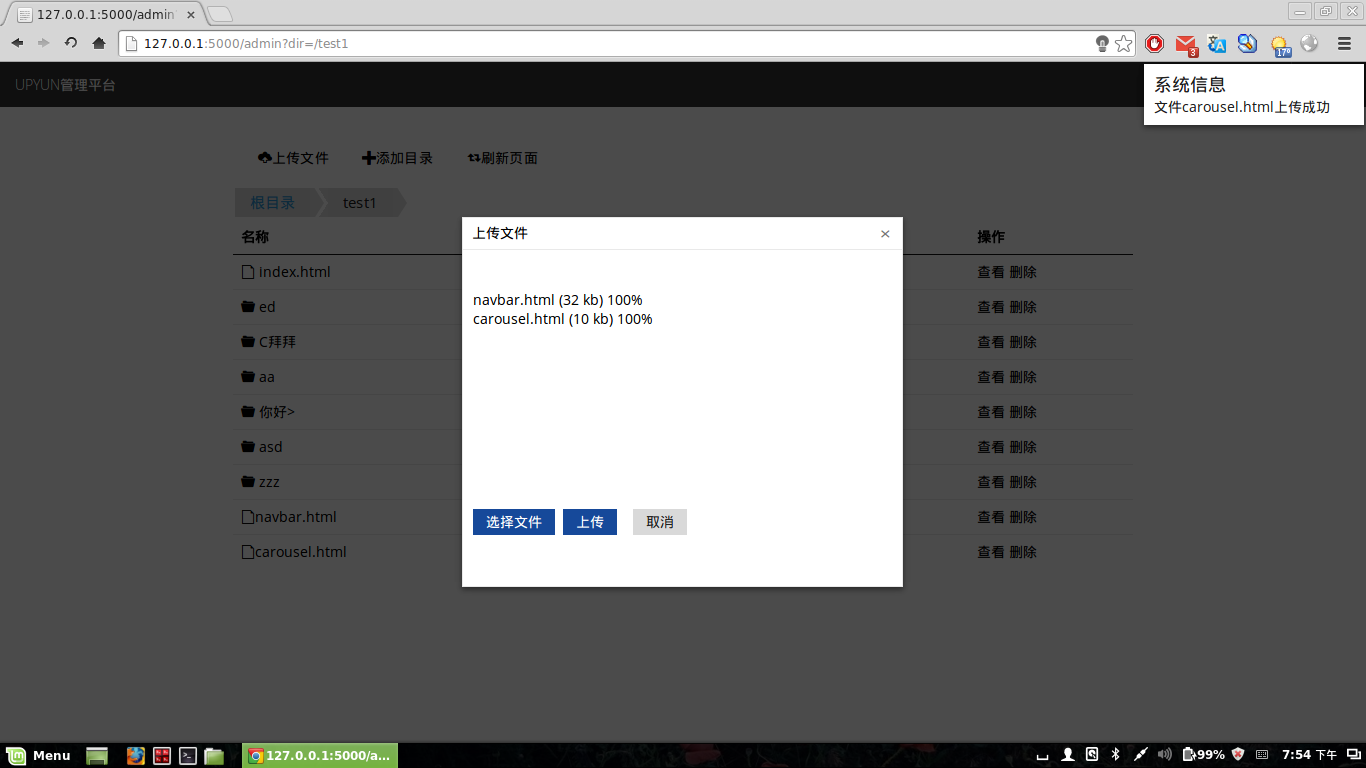 127.0.0.1:5000/admin
127.0.0.1:5000/admin?dir=/test1
3
17°
UPYUN管理平台
系统信息
文件carousel.html上传成功
上传文件 添加目录 刷新页面
根目录 test1
名称 操作
index.html 查看 删除
ed 查看 删除
C拜拜 查看 删除
aa 查看 删除
你好> 查看 删除
asd 查看 删除
zzz 查看 删除
navbar.html 查看 删除
carousel.html 查看 删除
上传文件 ×
navbar.html (32 kb) 100%
carousel.html (10 kb) 100%
选择文件 上传 取消
Menu 127.0.0.1:5000/a... 99% 7:54 下午